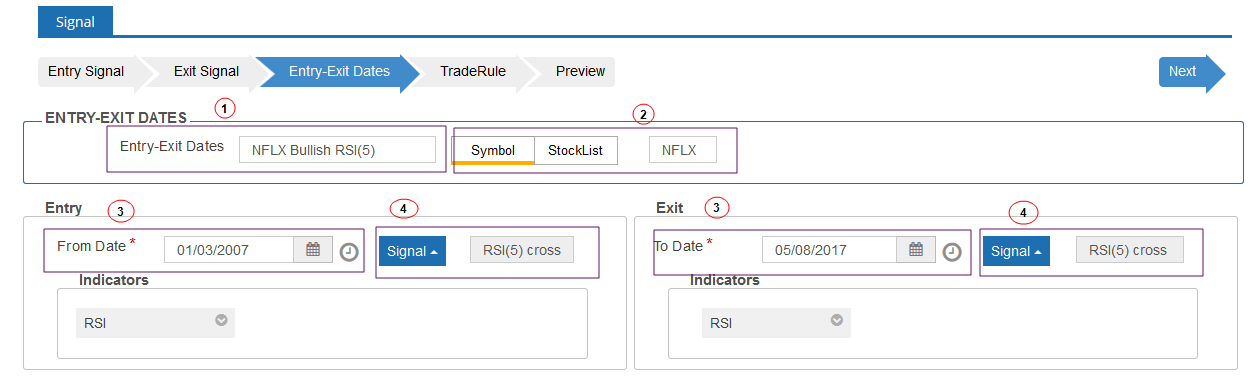 Signal
Entry Signal Exit Signal Entry-Exit Dates TradeRule Preview Next
1 2
ENTRY-EXIT DATES
Entry-Exit Dates NFLX Bullish RSI(5) Symbol StockList NFLX
Entry 3 4 Exit 3 4
From Date * 01/03/2007 Signal RSI(5) cross To Date * 05/08/2017 Signal RSI(5) cross
Indicators Indicators
RSI RSI